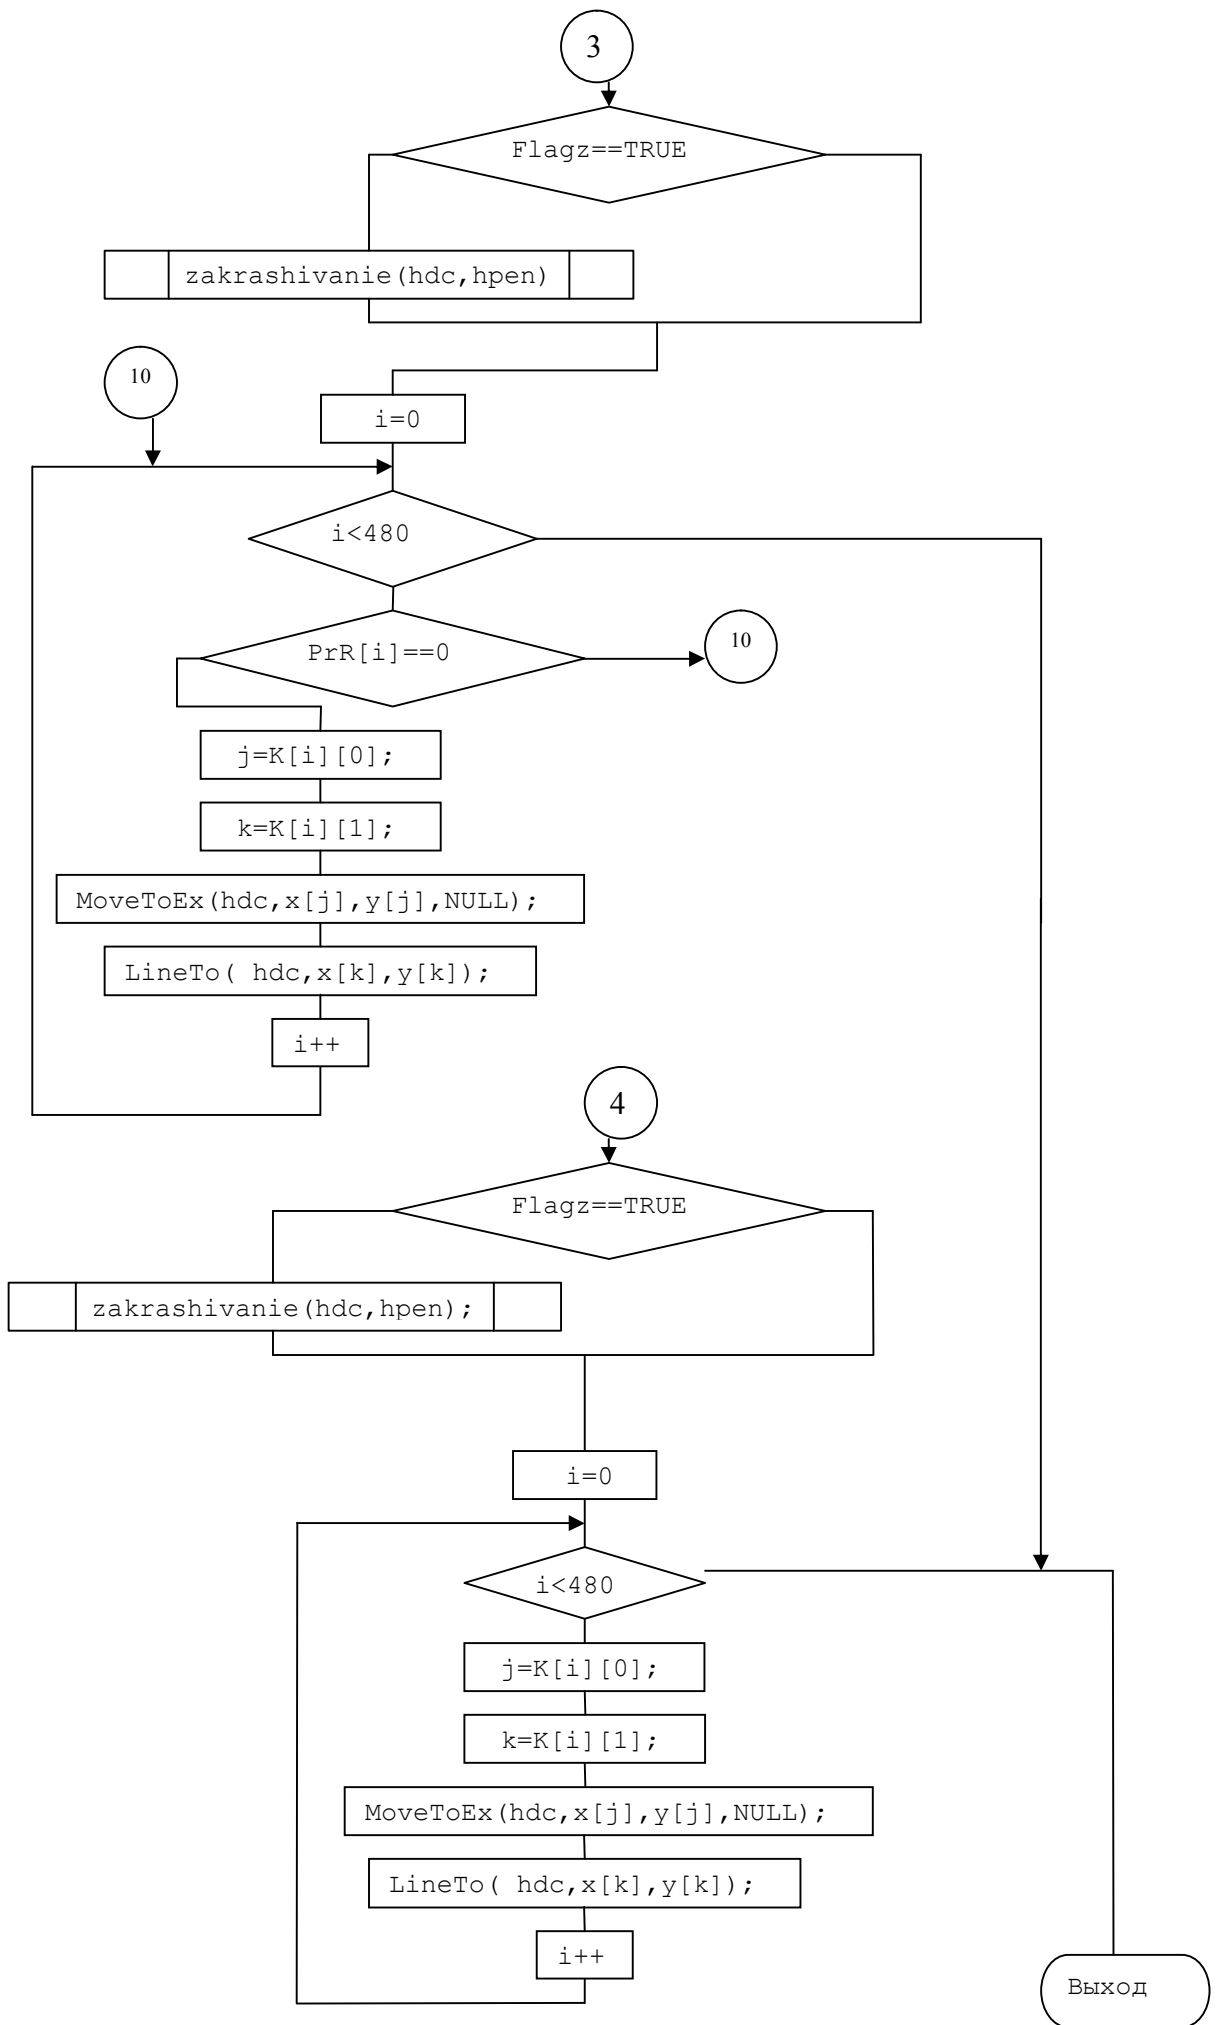 3
Flagz==TRUE
zakrashivanie(hdc,hpen)
10
i=0
i<480
PrR[i]==0
10
j=K[i][0];
k=K[i][1];
MoveToEx(hdc,x[j],y[j],NULL);
LineTo( hdc,x[k],y[k]);
i++
4
Flagz==TRUE
zakrashivanie(hdc,hpen);
i=0
i<480
j=K[i][0];
k=K[i][1];
MoveToEx(hdc,x[j],y[j],NULL);
LineTo( hdc,x[k],y[k]);
i++
Выход